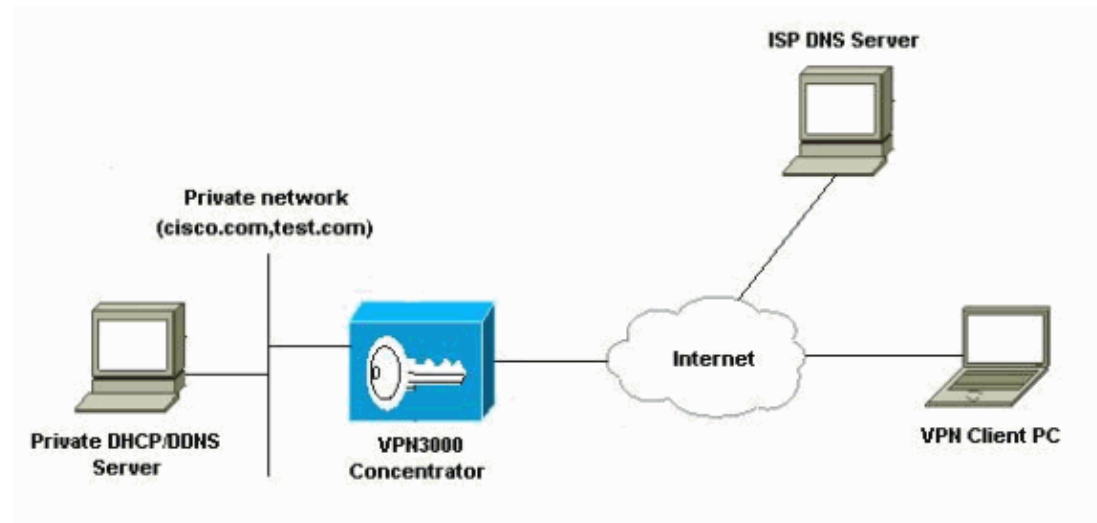 ISP DNS Server
Private network
(cisco.com,test.com)
Internet
Private DHCP/DDNS
Server
VPN3000
Concentrator
VPN Client PC